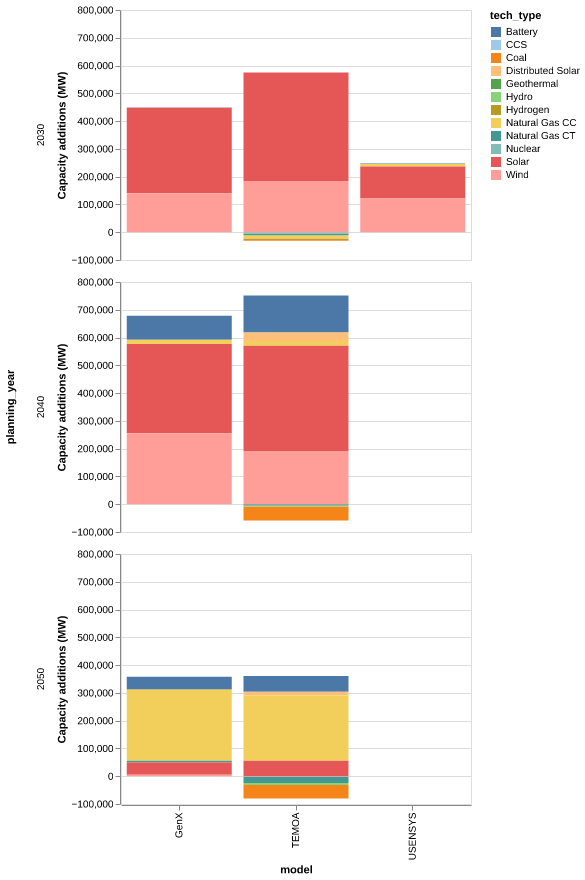 tech_type
Battery
CCS
Coal
Distributed Solar
Geothermal
Hydro
Hydrogen
Natural Gas CC
Natural Gas CT
Nuclear
Solar
Wind
planning_year
2030
Capacity additions (MW)
800,000
700,000
600,000
500,000
400,000
300,000
200,000
100,000
0
−100,000
2040
Capacity additions (MW)
800,000
700,000
600,000
500,000
400,000
300,000
200,000
100,000
0
−100,000
2050
Capacity additions (MW)
800,000
700,000
600,000
500,000
400,000
300,000
200,000
100,000
0
−100,000
GenX
TEMOA
USENSYS
model